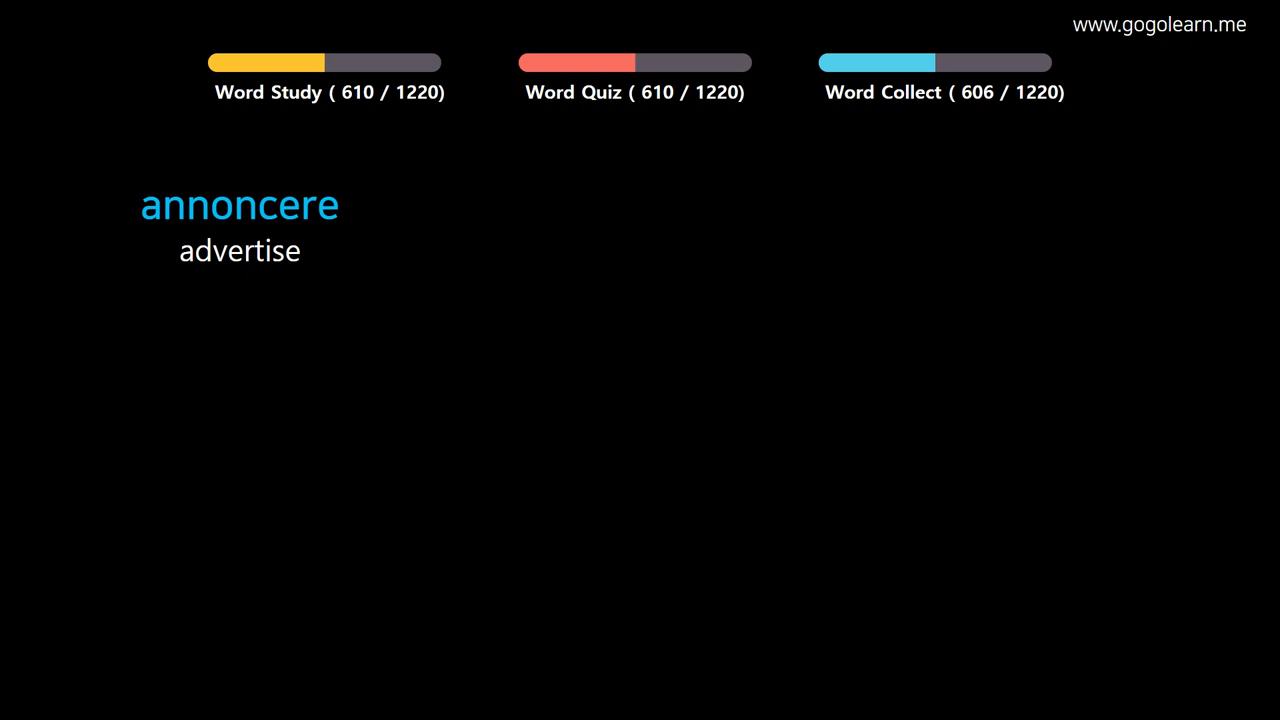 www.gogolearn.me
Word Study ( 610 / 1220)
Word Quiz ( 610 / 1220)
Word Collect ( 606 / 1220)
annoncere
advertise